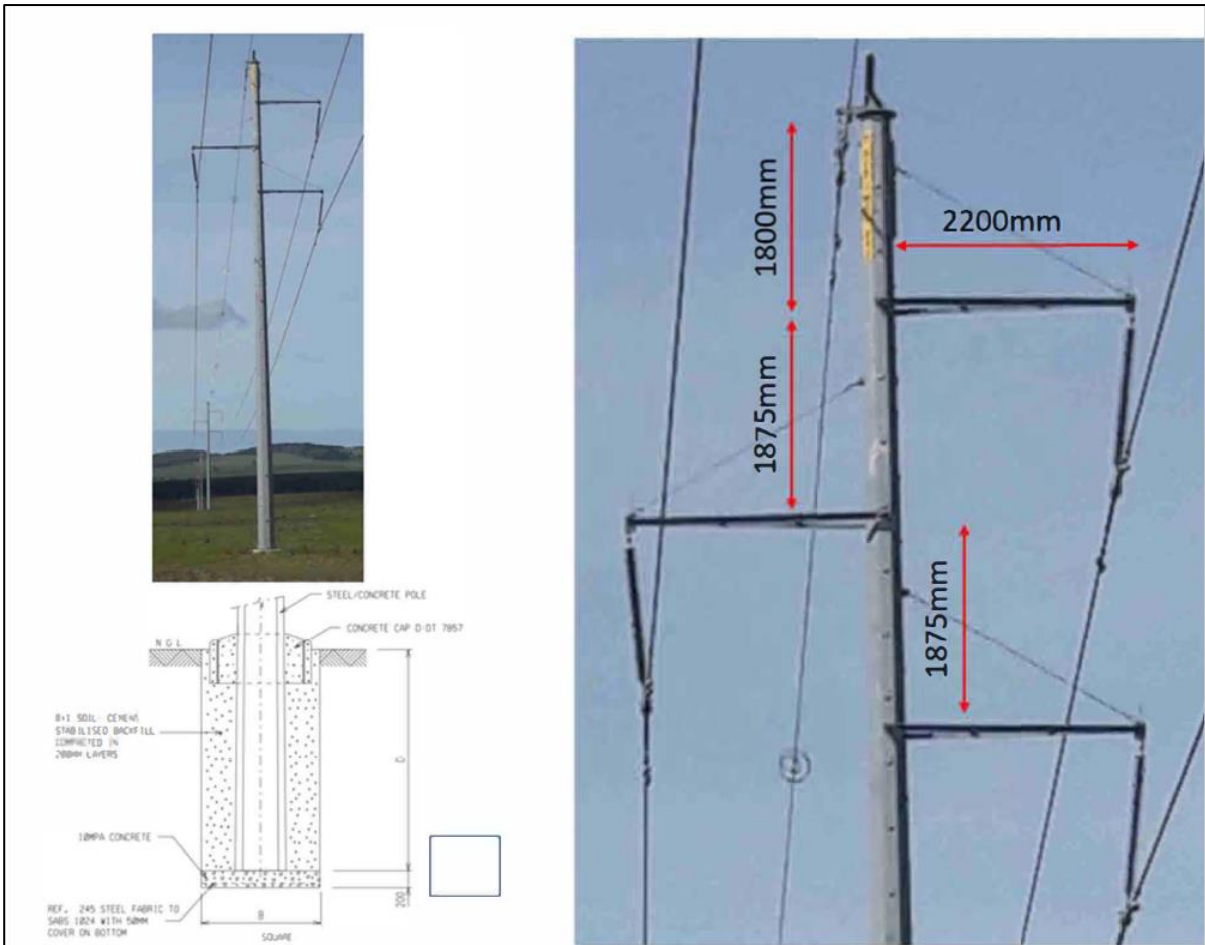 1800mm
2200mm
1875mm
1875mm
STEEL/CONCRETE POLE
CONCRETE CAP D-DT 7857
N G L
8:1 SOIL- CEMENT
STABILISED BACKFILL
COMPACTED IN
200MM LAYERS
D
10MPA CONCRETE
200
REF. 245 STEEL FABRIC TO
SABS 1024 WITH 50MM
COVER ON BOTTOM
B
SQUARE